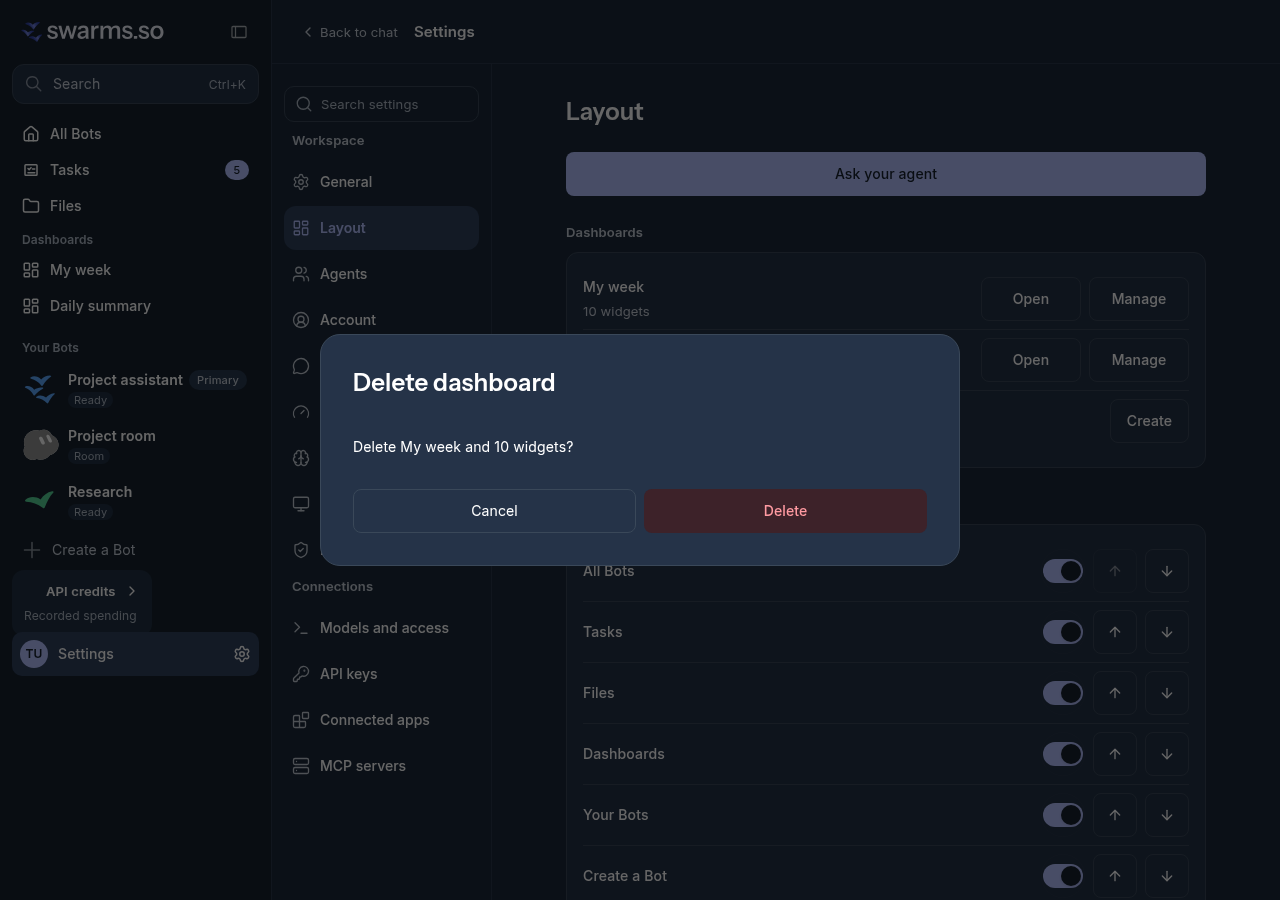 swarms.so
Search Ctrl+K
All Bots
Tasks 5
Files
Dashboards
My week
Daily summary
Your Bots
Project assistant Primary
Ready
Project room
Room
Research
Ready
Create a Bot
API credits
Recorded spending
TU Settings
Back to chat Settings
Search settings
Workspace
General
Layout
Agents
Account
Connections
Models and access
API keys
Connected apps
MCP servers
Layout
Ask your agent
Dashboards
My week
10 widgets
Open Manage
Open Manage
Create
Delete dashboard
Delete My week and 10 widgets?
Cancel Delete
All Bots
Tasks
Files
Dashboards
Your Bots
Create a Bot